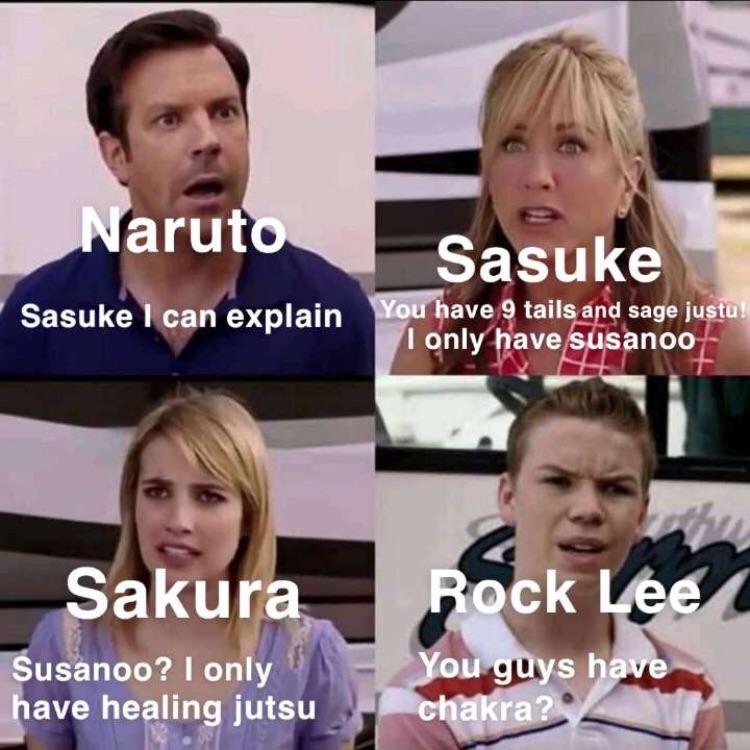 Naruto
Sasuke I can explain
Sasuke
You have 9 tails and sage justu!
I only have susanoo
Sakura
Susanoo? I only
have healing jutsu
Rock Lee
You guys have
chakra?